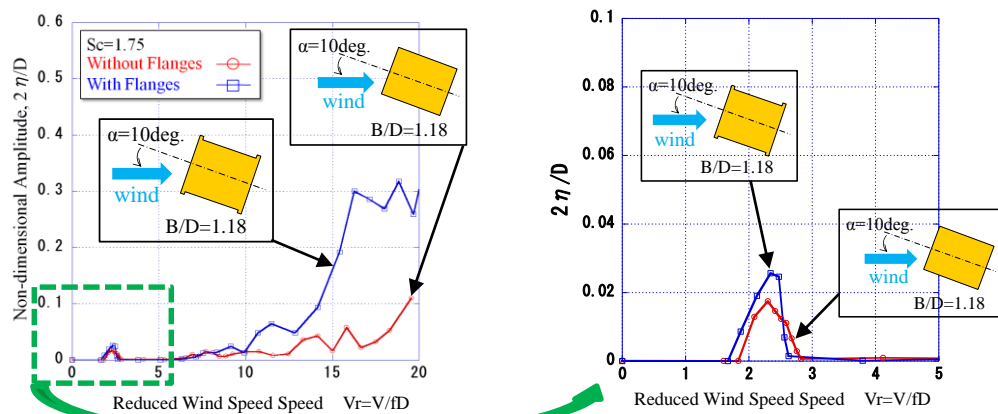 Non-dimensional Amplitude, 2 η/D
0.6
0.5
0.4
0.3
0.2
0.1
0
Sc=1.75
Without Flanges
With Flanges
α=10deg.
wind
B/D=1.18
α=10deg.
wind
B/D=1.18
0 5 10 15 20
Reduced Wind Speed Speed Vr=V/fD
2 η/D
0.1
0.08
0.06
0.04
0.02
0
α=10deg.
wind
B/D=1.18
α=10deg.
wind
B/D=1.18
0 1 2 3 4 5
Reduced Wind Speed Speed Vr=V/fD